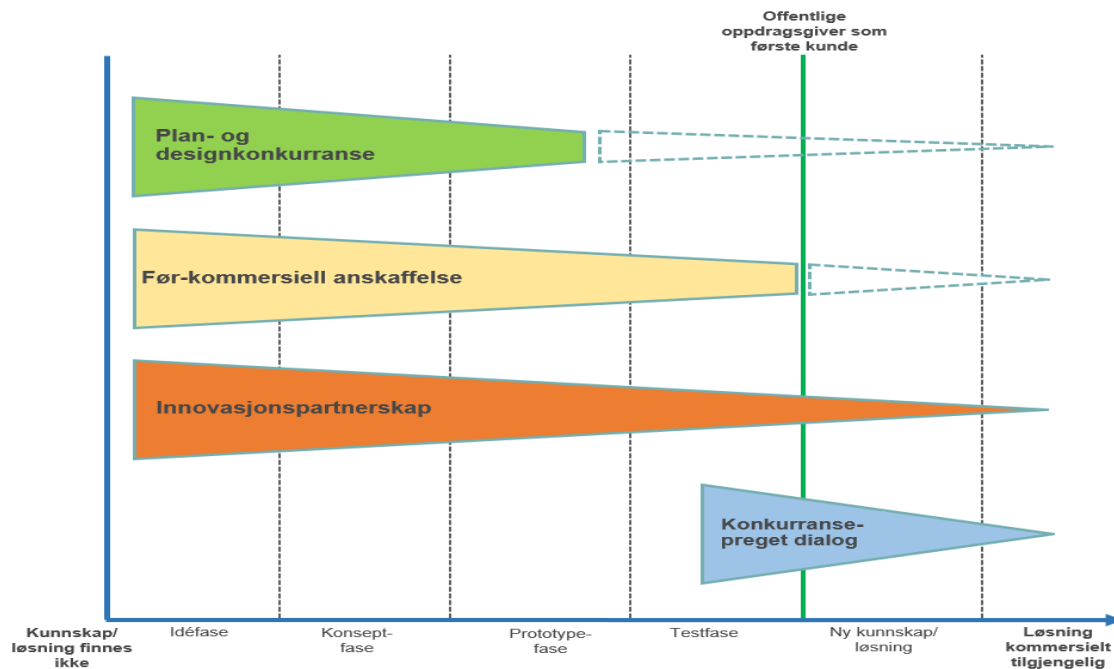 Offentlige
oppdragsgiver som
første kunde
Plan- og
designkonkurranse
Før-kommersiell anskaffelse
Innovasjonspartnerskap
Konkurranse-
preget dialog
Kunnskap/
løsning finnes
ikke
Idéfase
Konsept-
fase
Prototype-
fase
Testfase
Ny kunnskap/
løsning
Løsning
kommersielt
tilgjengelig